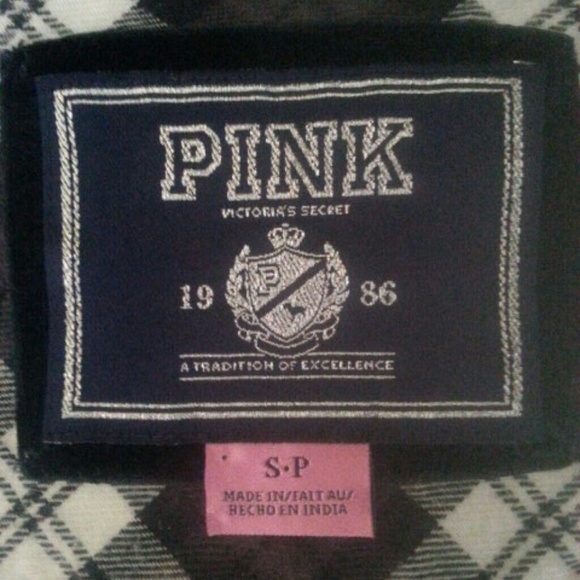 PINK
VICTORIA'S SECRET
P
19 86
A TRADITION OF EXCELLENCE
S·P
MADE IN/FAIT AU/
HECHO EN INDIA